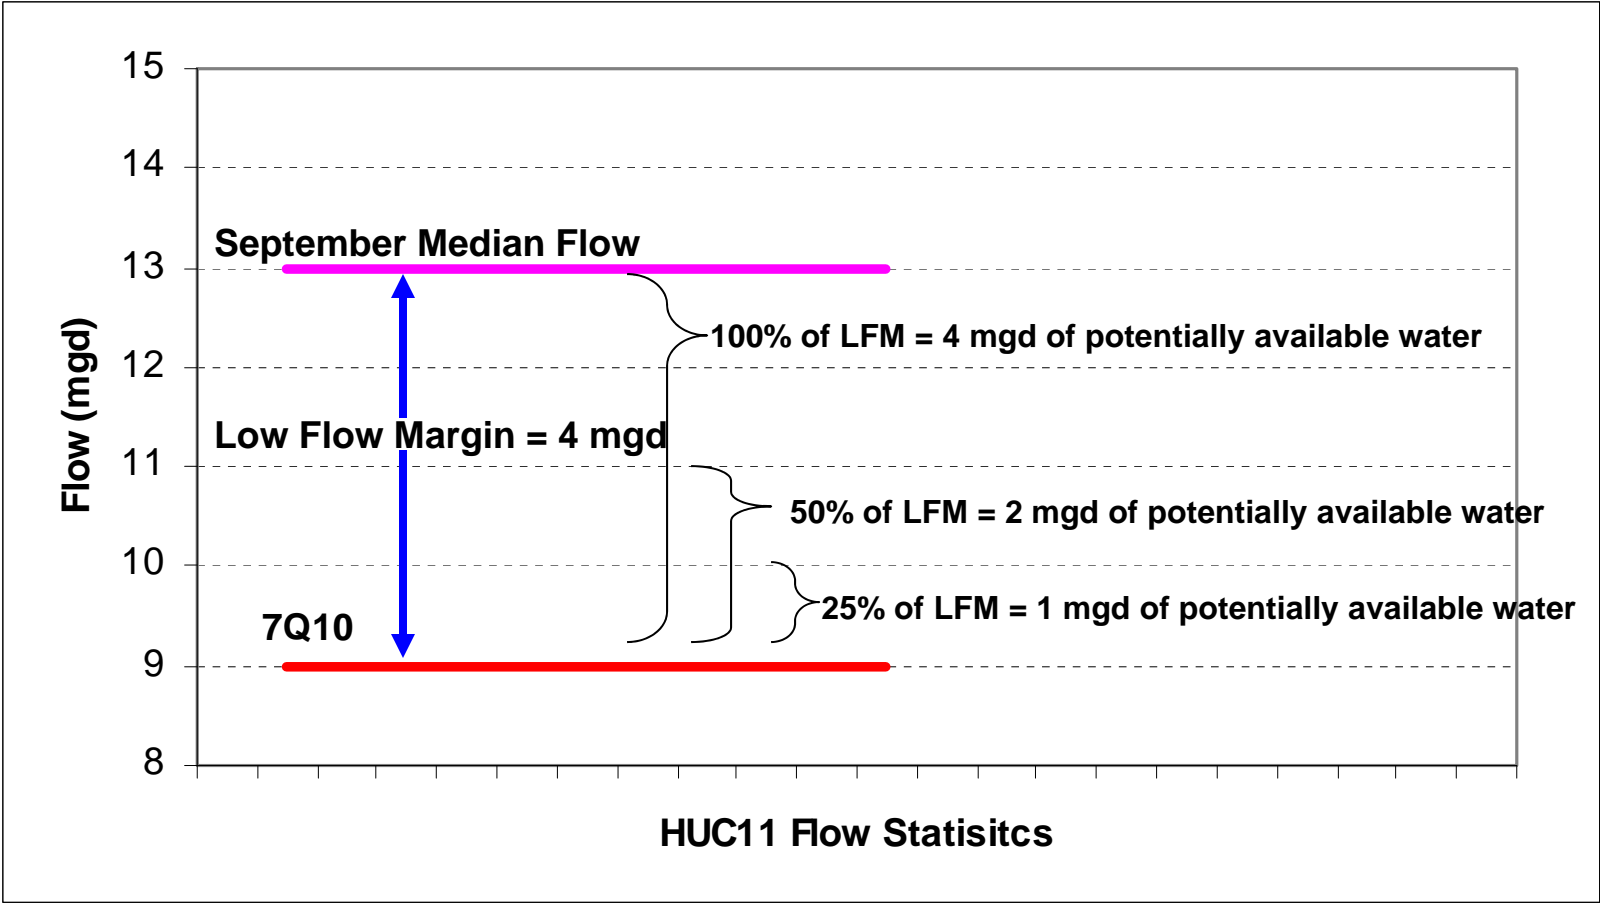 15
14
September Median Flow
13
100% of LFM = 4 mgd of potentially available water
12
Flow (mgd)
Low Flow Margin = 4 mgd
11
50% of LFM = 2 mgd of potentially available water
10
25% of LFM = 1 mgd of potentially available water
7Q10
9
8
HUC11 Flow Statisitcs